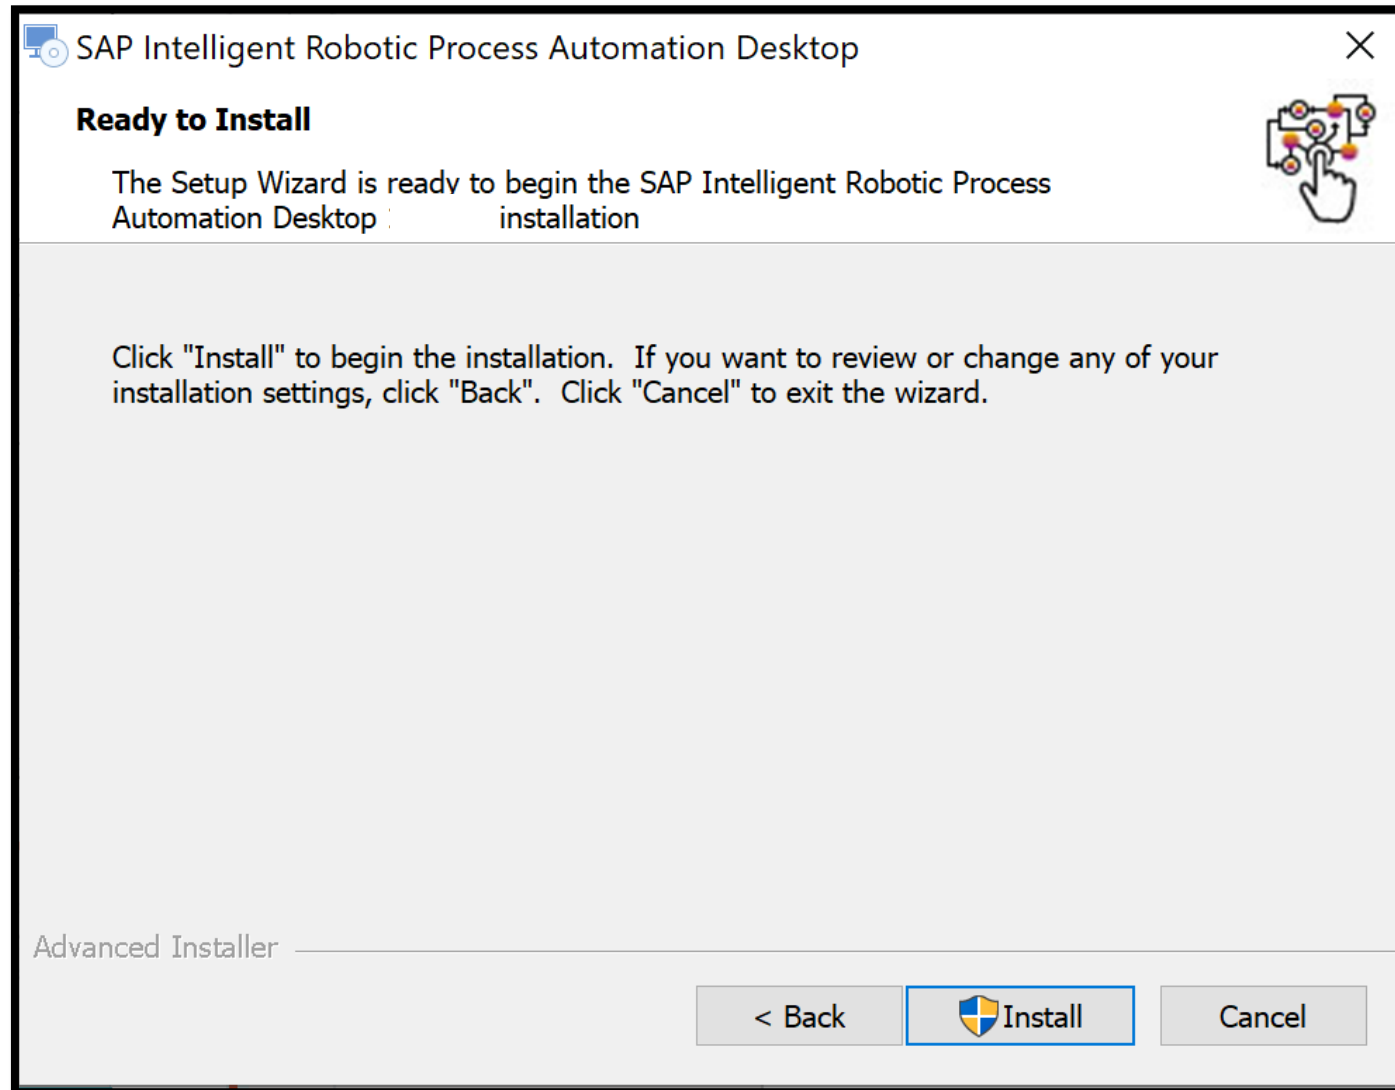 SAP Intelligent Robotic Process Automation Desktop
Ready to Install
The Setup Wizard is ready to begin the SAP Intelligent Robotic Process
Automation Desktop installation
Click "Install" to begin the installation.  If you want to review or change any of your
installation settings, click "Back".  Click "Cancel" to exit the wizard.
Advanced Installer
< Back
Install
Cancel